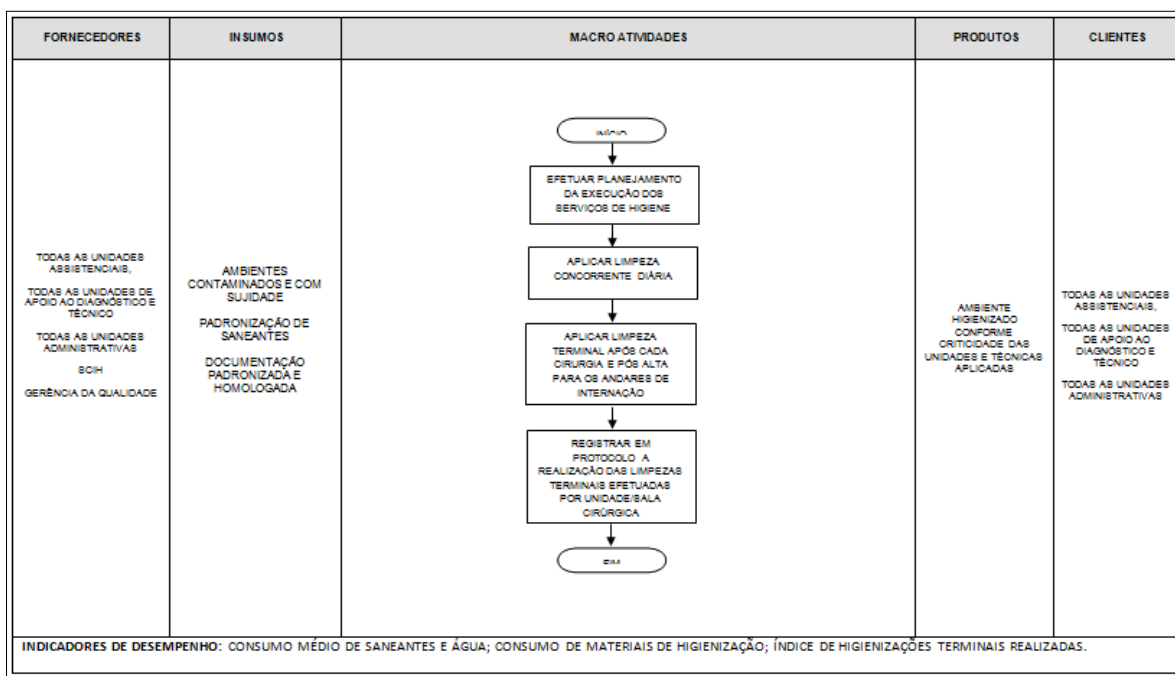 FORNECEDORES
INSUMOS
MACRO ATIVIDADES
PRODUTOS
CLIENTES
TODAS AS UNIDADES
ASSISTENCIAIS,
TODAS AS UNIDADES DE
APOIO AO DIAGNÓSTICO E
TÉCNICO
TODAS AS UNIDADES
ADMINISTRATIVAS
SCIH
GERÊNCIA DA QUALIDADE
AMBIENTES
CONTAMINADOS E COM
SUJIDADE
PADRONIZAÇÃO DE
SANEANTES
DOCUMENTAÇÃO
PADRONIZADA E
HOMOLOGADA
INÍCIO
EFETUAR PLANEJAMENTO
DA EXECUÇÃO DOS
SERVIÇOS DE HIGIENE
APLICAR LIMPEZA
CONCORRENTE DIÁRIA
APLICAR LIMPEZA
TERMINAL APÓS CADA
CIRURGIA E PÓS ALTA
PARA OS ANDARES DE
INTERNAÇÃO
REGISTRAR EM
PROTOCOLO A
REALIZAÇÃO DAS LIMPEZAS
TERMINAIS EFETUADAS
POR UNIDADE/SALA
CIRÚRGICA
FIM
AMBIENTE
HIGIENIZADO
CONFORME
CRITICIDADE DAS
UNIDADES E TÉCNICAS
APLICADAS
TODAS AS UNIDADES
ASSISTENCIAIS,
TODAS AS UNIDADES
DE APOIO AO
DIAGNÓSTICO E
TÉCNICO
TODAS AS UNIDADES
ADMINISTRATIVAS
INDICADORES DE DESEMPENHO: CONSUMO MÉDIO DE SANEANTES E ÁGUA; CONSUMO DE MATERIAIS DE HIGIENIZAÇÃO; ÍNDICE DE HIGIENIZAÇÕES TERMINAIS REALIZADAS.